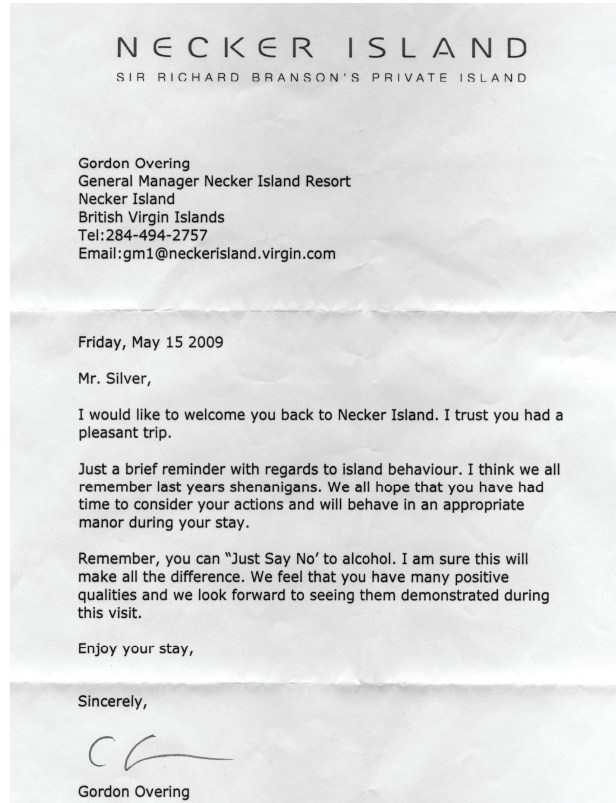 NECKER ISLAND
SIR RICHARD BRANSON'S PRIVATE ISLAND
Gordon Overing
General Manager Necker Island Resort
Necker Island
British Virgin Islands
Tel:284-494-2757
Email:gm1@neckerisland.virgin.com
Friday, May 15 2009
Mr. Silver,
I would like to welcome you back to Necker Island. I trust you had a
pleasant trip.
Just a brief reminder with regards to island behaviour. I think we all
remember last years shenanigans. We all hope that you have had
time to consider your actions and will behave in an appropriate
manor during your stay.
Remember, you can “Just Say No’ to alcohol. I am sure this will
make all the difference. We feel that you have many positive
qualities and we look forward to seeing them demonstrated during
this visit.
Enjoy your stay,
Sincerely,
Gordon Overing